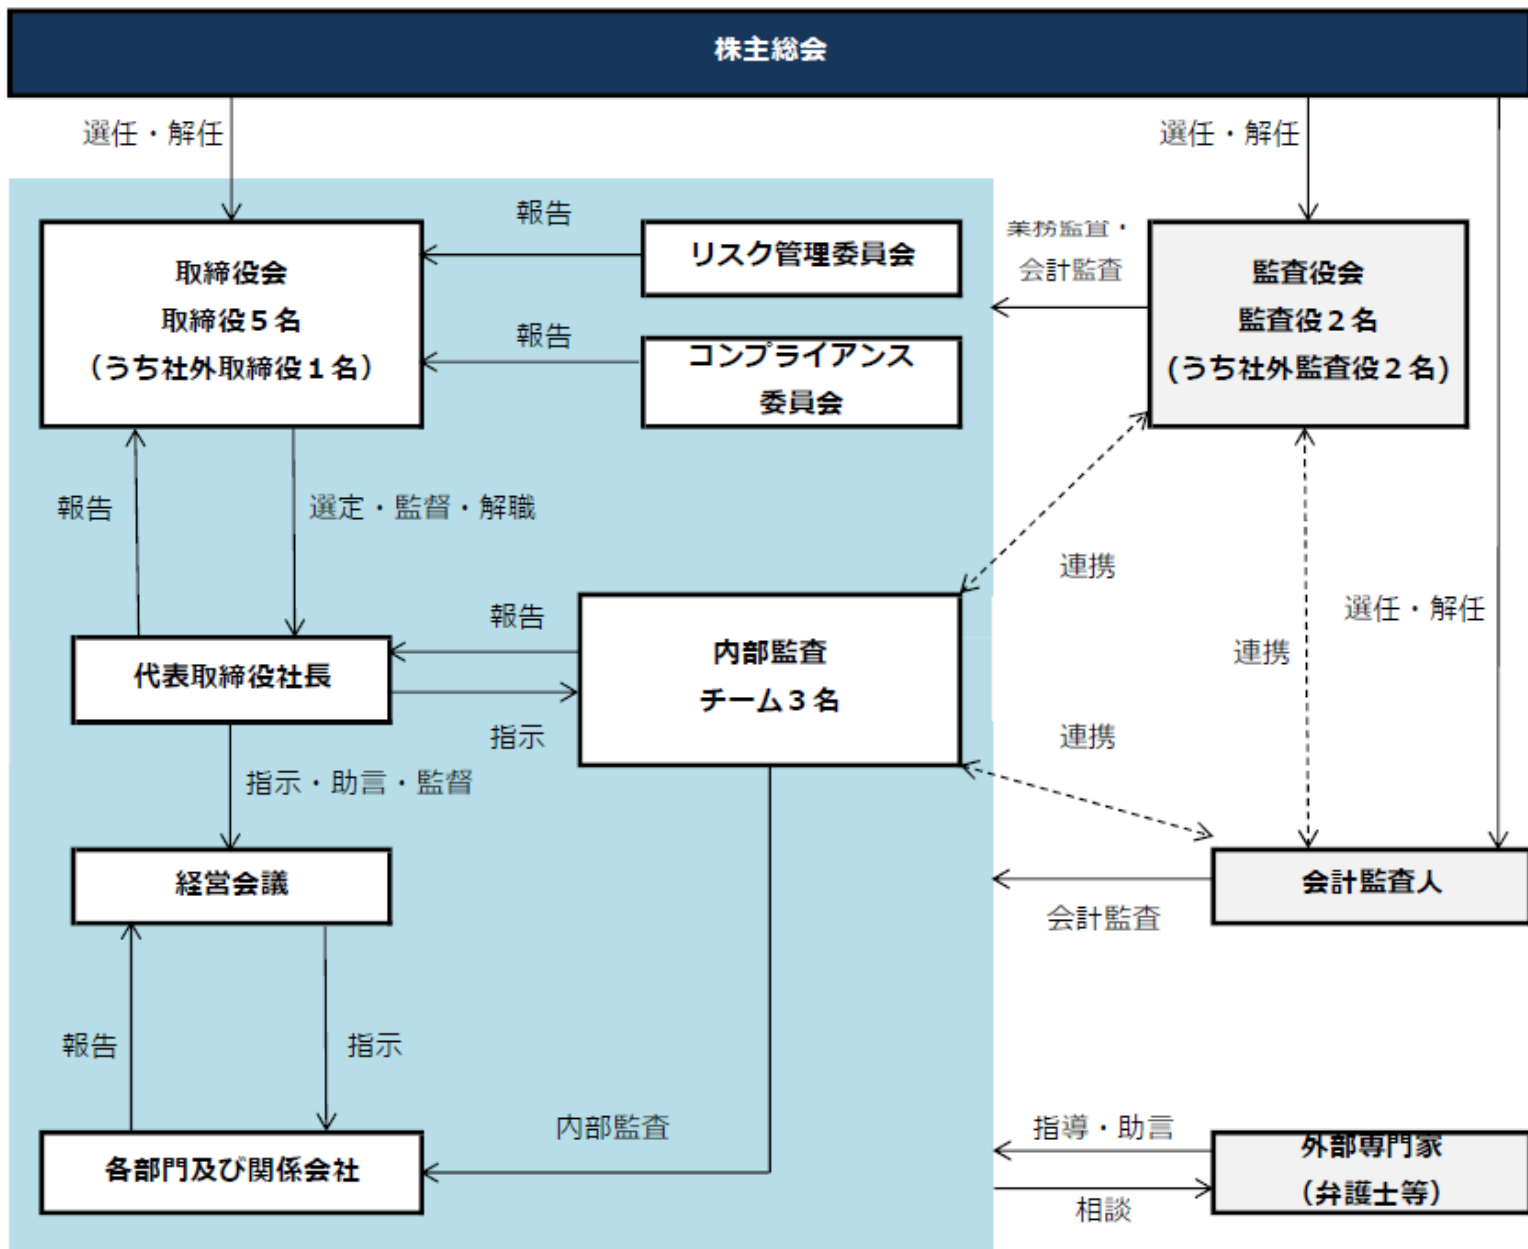 株主総会
選任・解任
選任・解任
報告
リスク管理委員会
業務監査・
会計監査
取締役会
取締役５名
（うち社外取締役１名）
監査役会
監査役２名
(うち社外監査役２名)
報告
コンプライアンス
委員会
報告
選定・監督・解職
連携
選任・解任
連携
報告
代表取締役社長
内部監査
チーム３名
指示
連携
指示・助言・監督
経営会議
会計監査人
会計監査
報告
指示
内部監査
指導・助言
各部門及び関係会社
外部専門家
（弁護士等）
相談